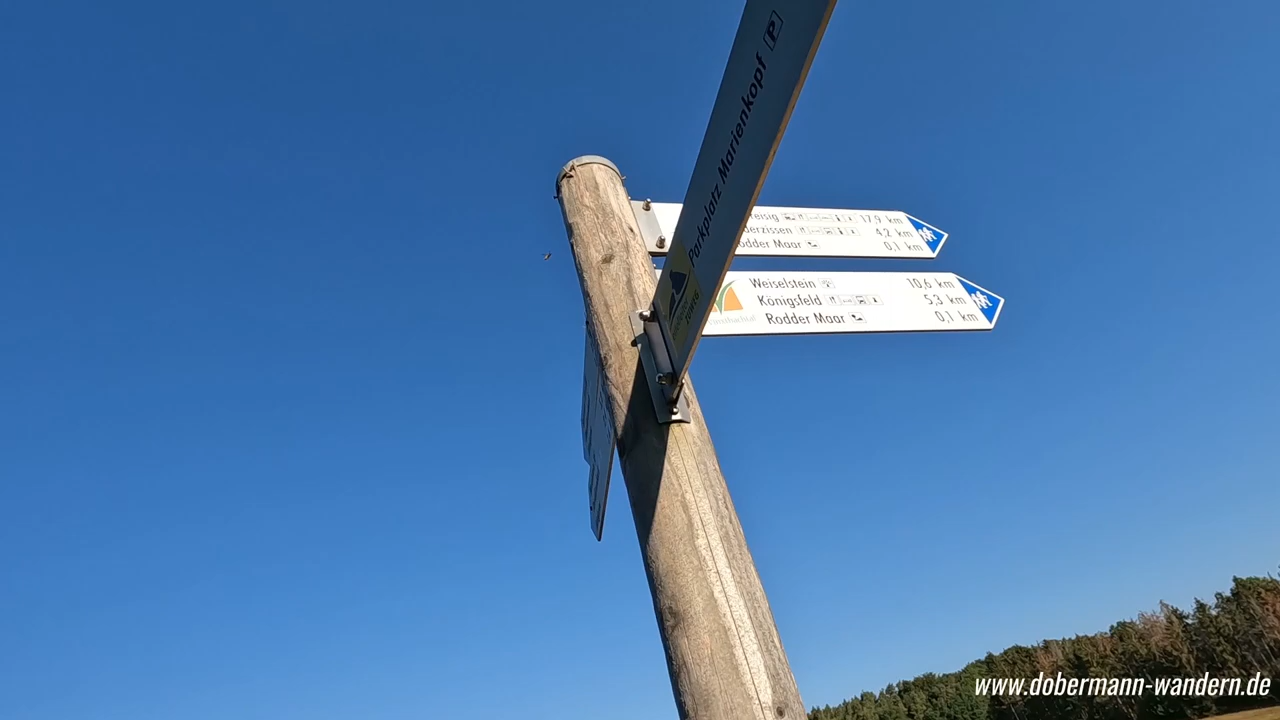 Parkplatz Marienkopf P
17,9 km
4,2 km
Rodder Maar 0,1 km
Weiselstein 10,6 km
Königsfeld 5,3 km
Rodder Maar 0,1 km
www.dobermann-wandern.de